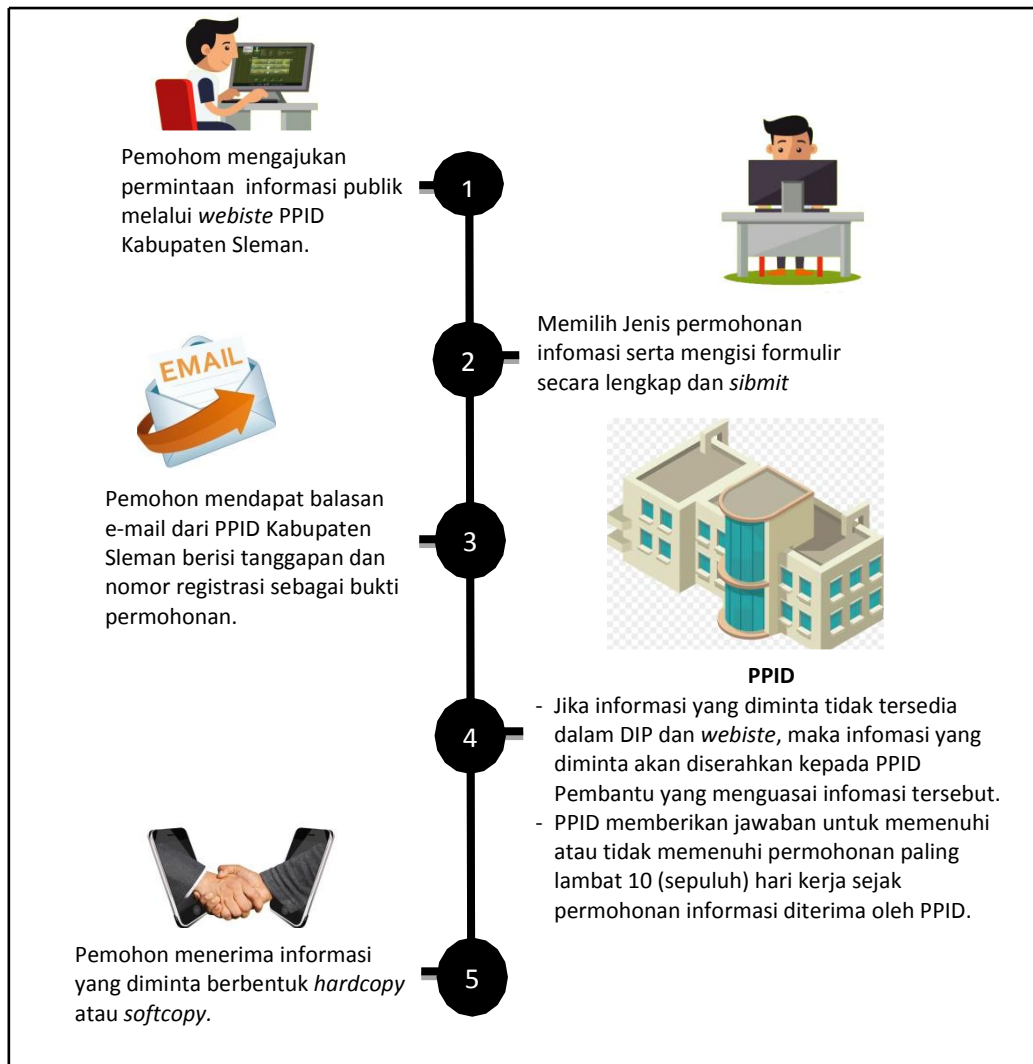 Pemohom mengajukan
permintaan informasi publik
melalui webiste PPID
Kabupaten Sleman.
1
Memilih Jenis permohonan
infomasi serta mengisi formulir
secara lengkap dan sibmit
2
EMAIL
Pemohon mendapat balasan
e-mail dari PPID Kabupaten
Sleman berisi tanggapan dan
nomor registrasi sebagai bukti
permohonan.
3
PPID
- Jika informasi yang diminta tidak tersedia
dalam DIP dan webiste, maka infomasi yang
diminta akan diserahkan kepada PPID
Pembantu yang menguasai infomasi tersebut.
- PPID memberikan jawaban untuk memenuhi
atau tidak memenuhi permohonan paling
lambat 10 (sepuluh) hari kerja sejak
permohonan informasi diterima oleh PPID.
4
Pemohon menerima informasi
yang diminta berbentuk hardcopy
atau softcopy.
5